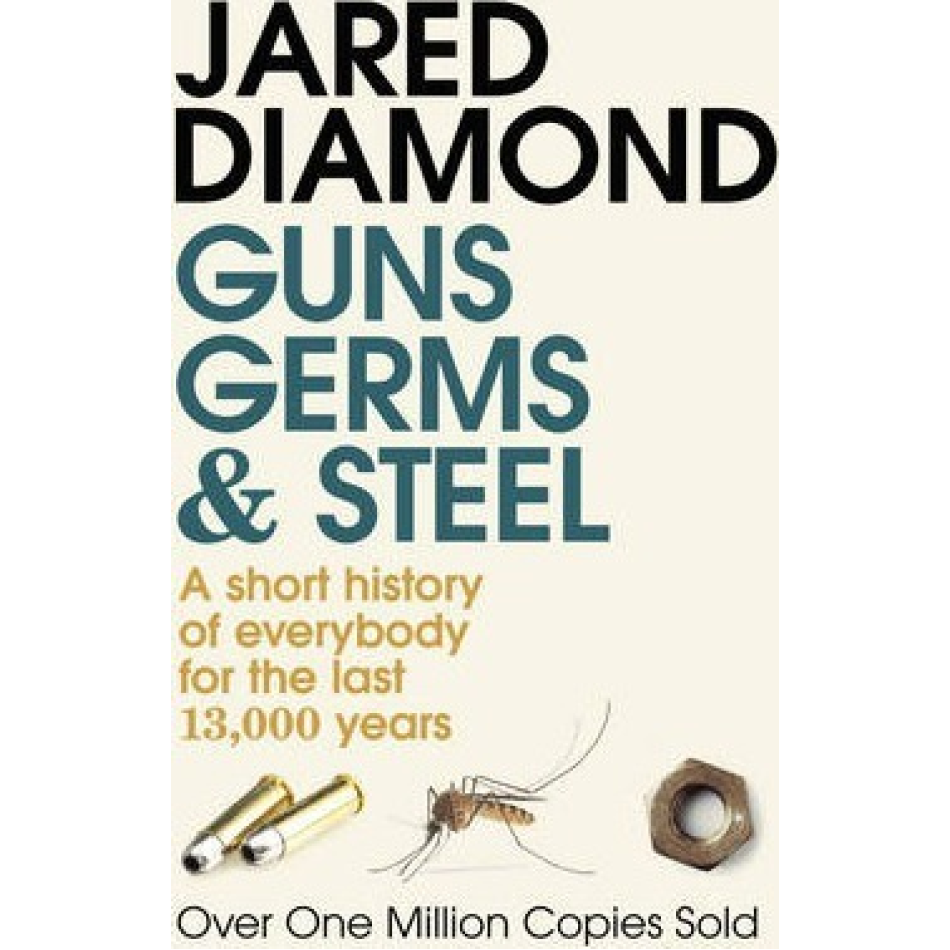 JARED
DIAMOND
GUNS
GERMS
& STEEL
A short history
of everybody
for the last
13,000 years
Over One Million Copies Sold